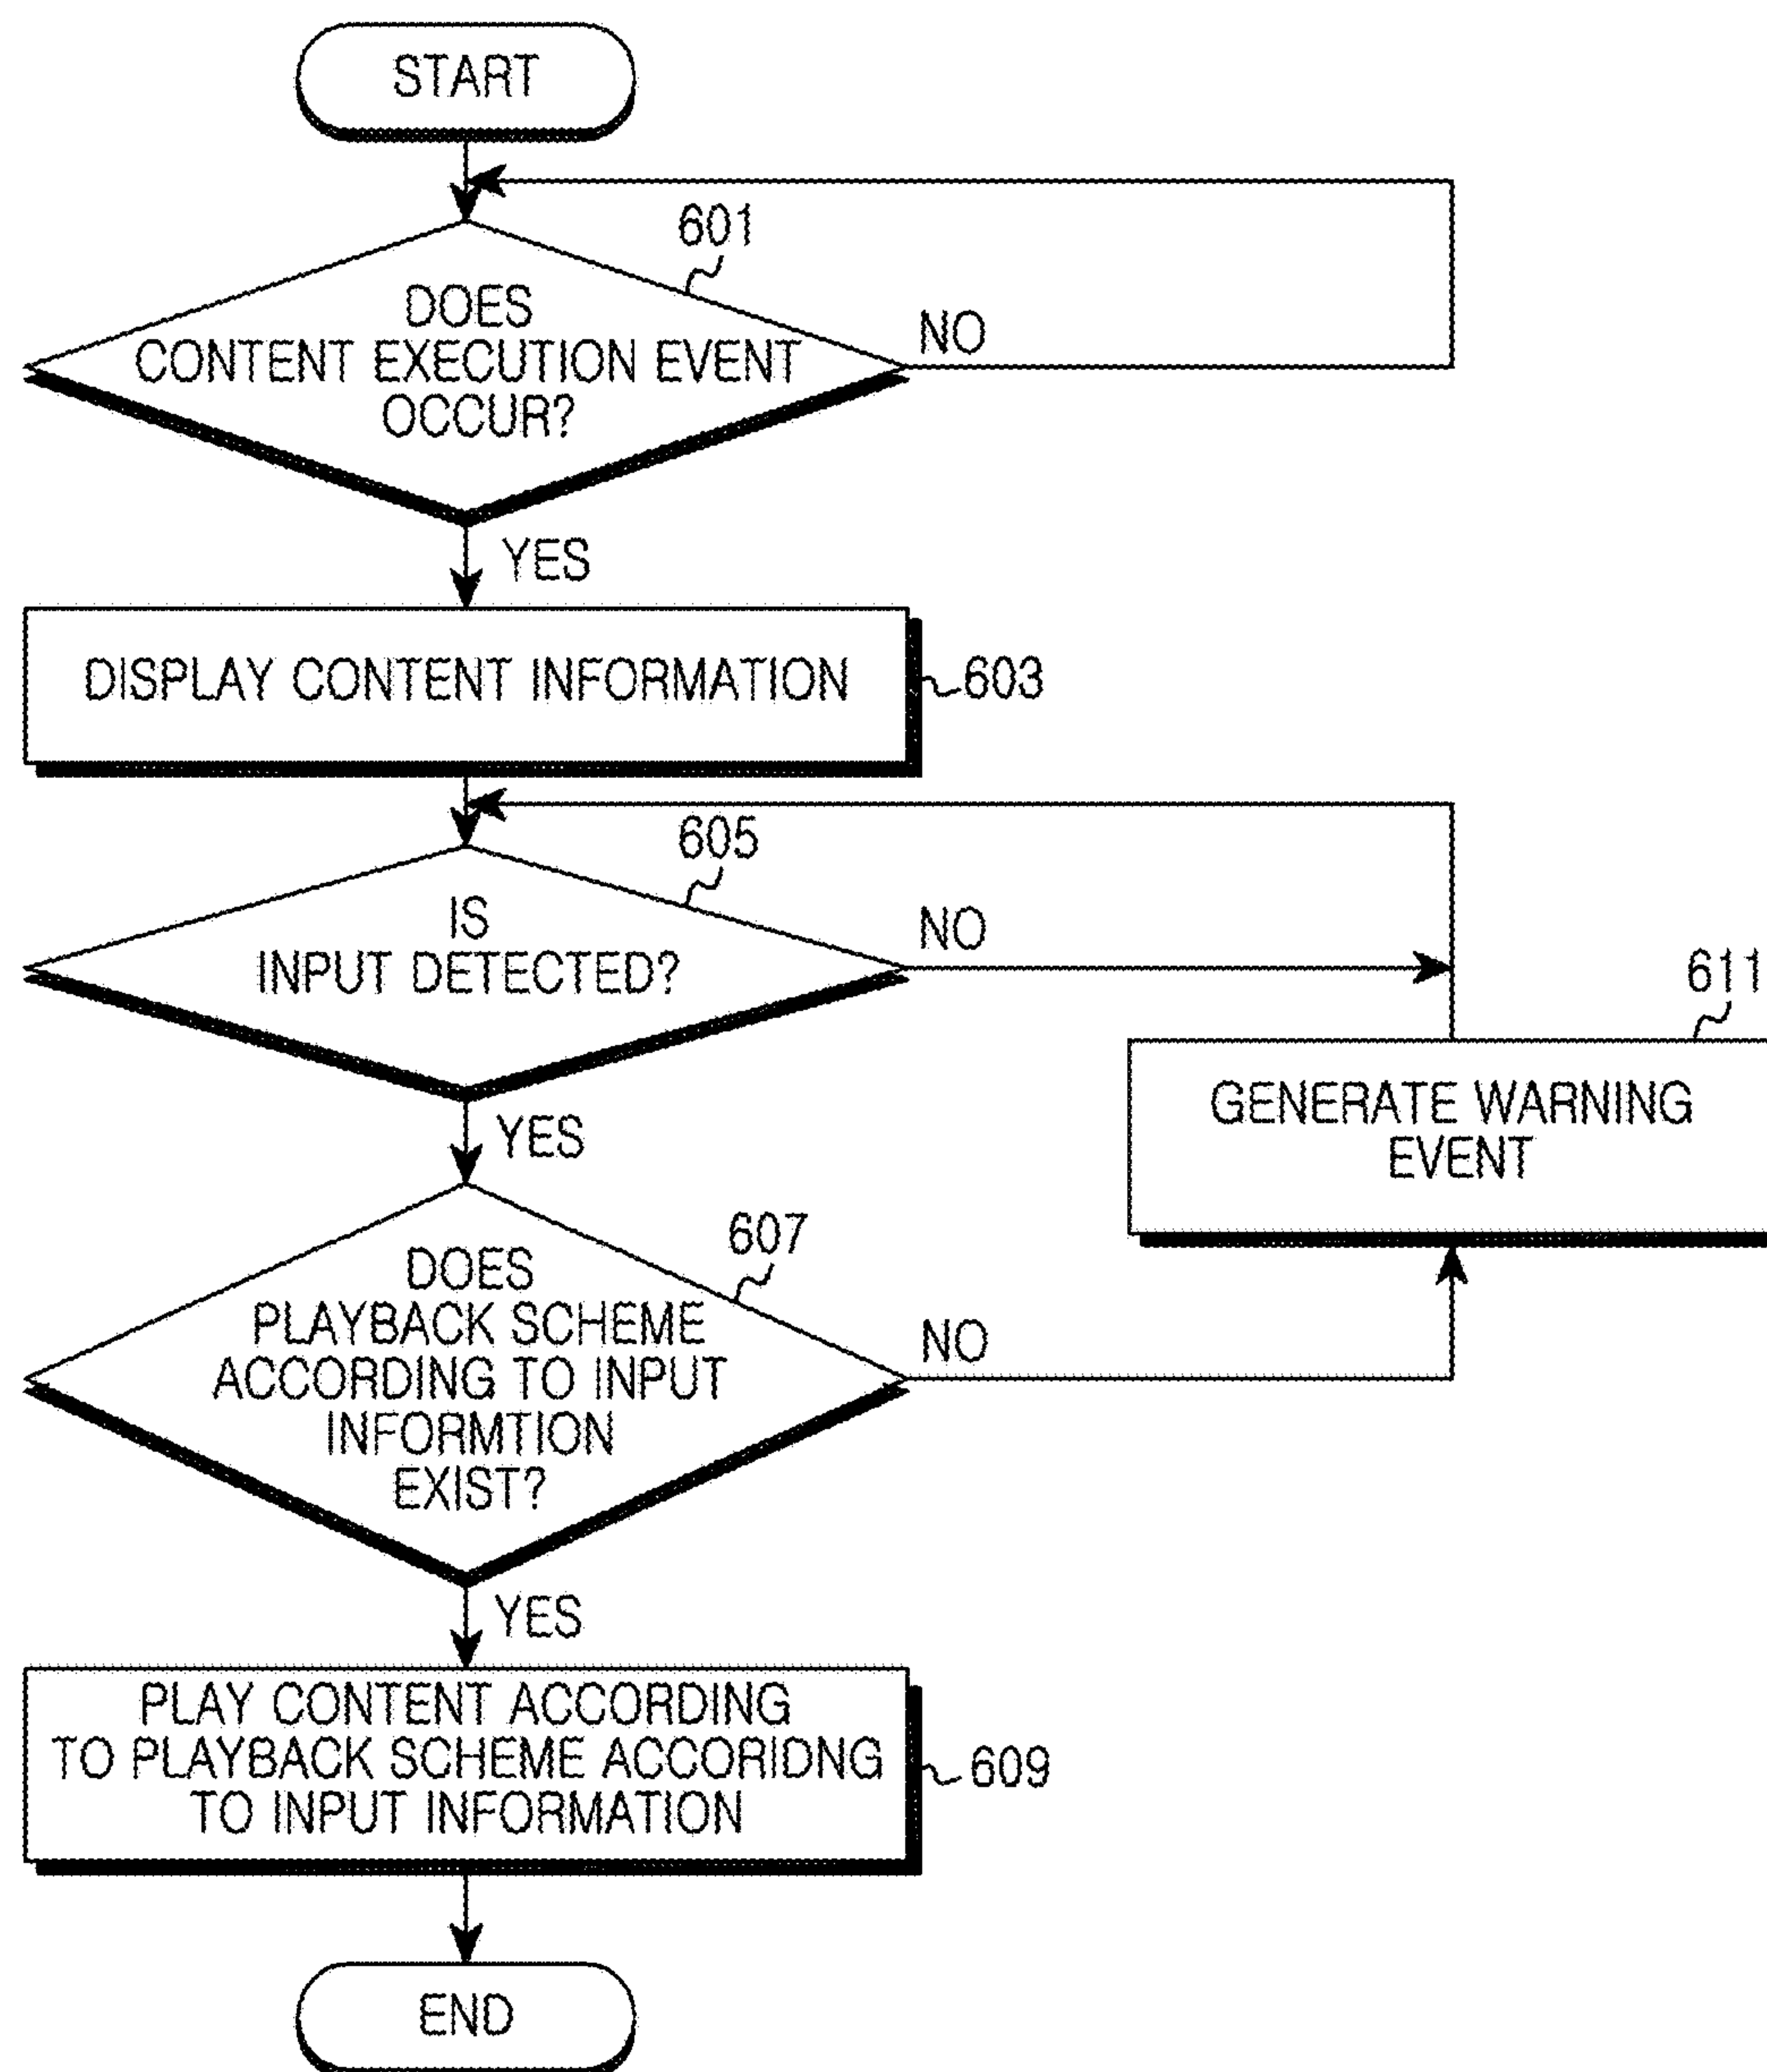 START
601
DOES
CONTENT EXECUTION EVENT
OCCUR?
NO
YES
DISPLAY CONTENT INFORMATION
603
605
IS
INPUT DETECTED?
NO
YES
611
GENERATE WARNING
EVENT
607
DOES
PLAYBACK SCHEME
ACCORDING TO INPUT
INFORMTION
EXIST?
NO
YES
PLAY CONTENT ACCORDING
TO PLAYBACK SCHEME ACCORIDNG
TO INPUT INFORMATION
609
END